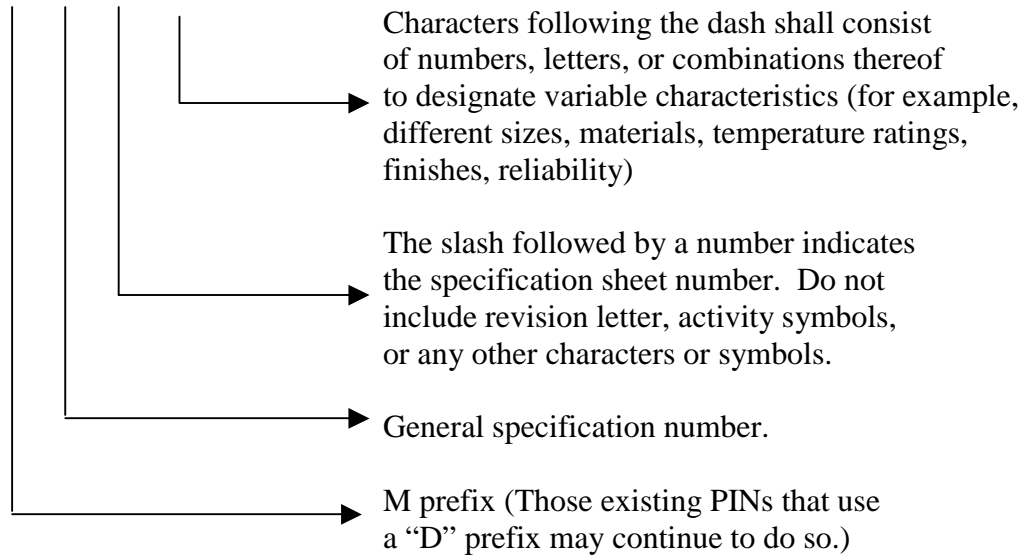 Characters following the dash shall consist
of numbers, letters, or combinations thereof
to designate variable characteristics (for example,
different sizes, materials, temperature ratings,
finishes, reliability)
The slash followed by a number indicates
the specification sheet number.  Do not
include revision letter, activity symbols,
or any other characters or symbols.
General specification number.
M prefix (Those existing PINs that use
a “D” prefix may continue to do so.)